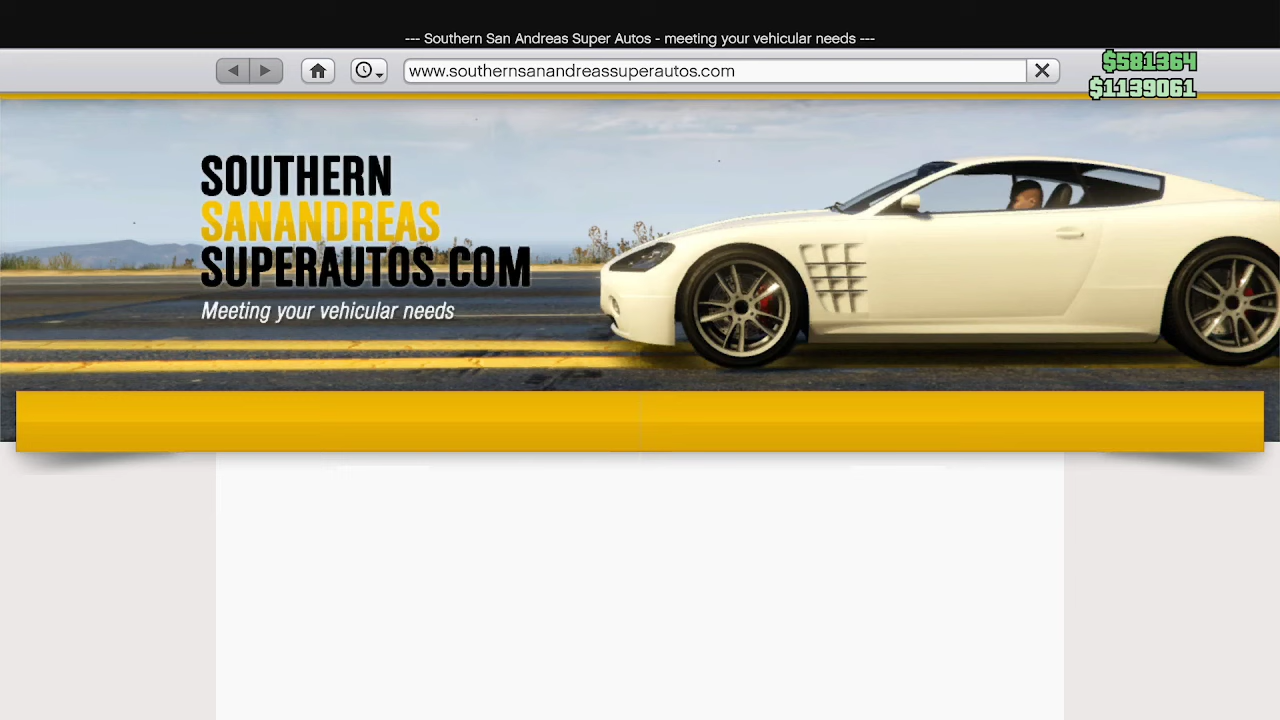 --- Southern San Andreas Super Autos - meeting your vehicular needs ---
www.southernsanandreassuperautos.com
$581364
$1139061
SOUTHERN
SANANDREAS
SUPERAUTOS.COM
Meeting your vehicular needs